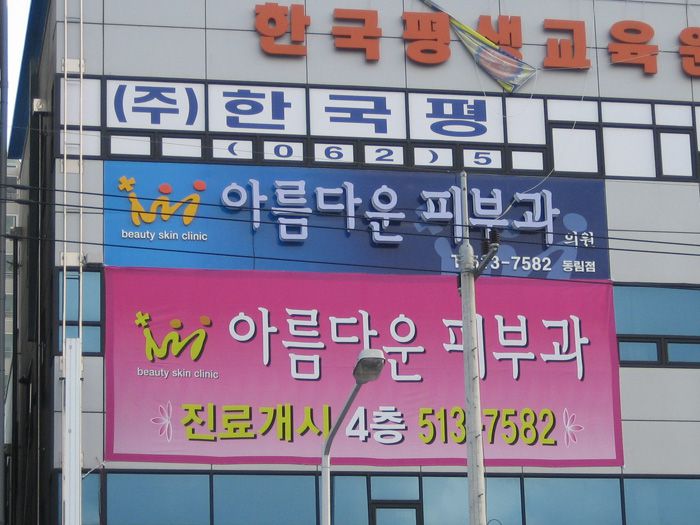 한국평생교육원
(주)한국평
(062)5
아름다운 피부과 의원
beauty skin clinic
T.513-7582 동림점
아름다운 피부과
beauty skin clinic
진료개시 4층 513-7582